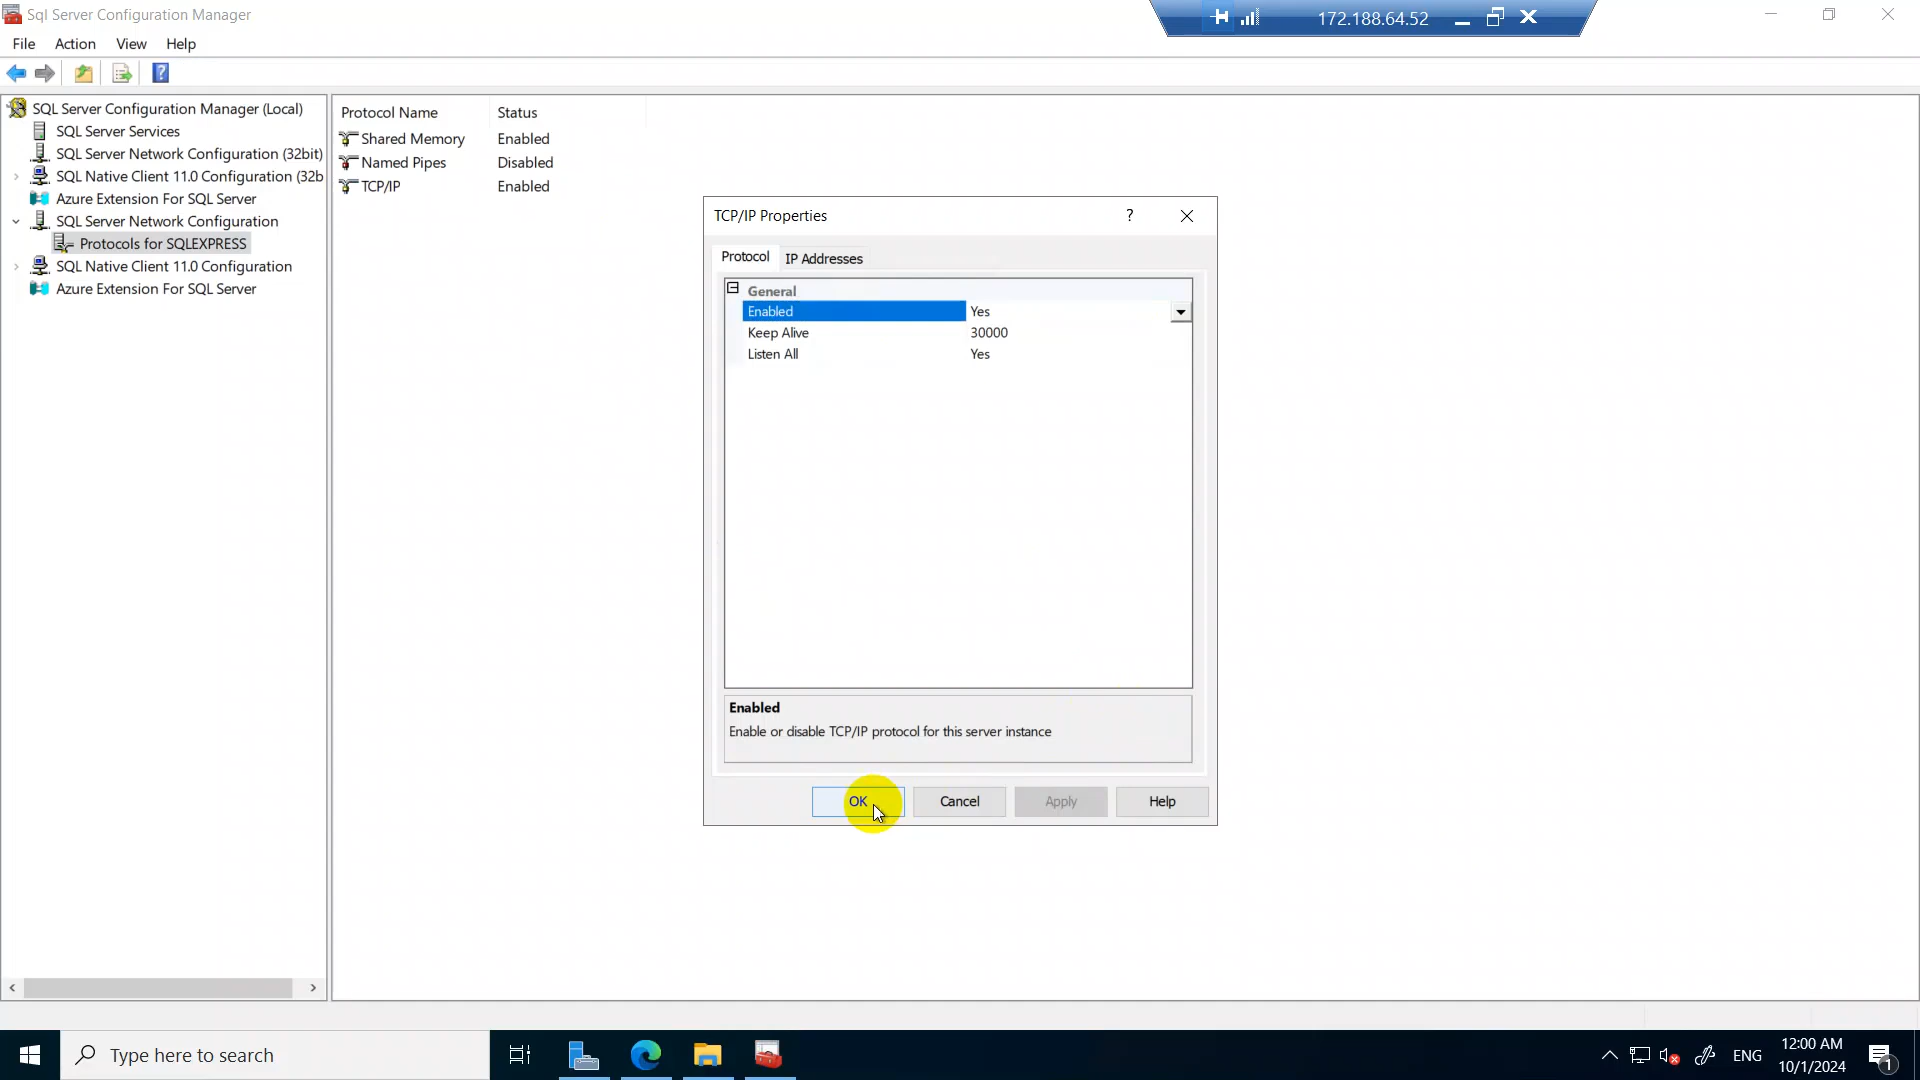 Sql Server Configuration Manager
172.188.64.52
File Action View Help
SQL Server Configuration Manager (Local)
SQL Server Services
SQL Server Network Configuration (32bit)
SQL Native Client 11.0 Configuration (32b
Azure Extension For SQL Server
SQL Server Network Configuration
Protocols for SQLEXPRESS
SQL Native Client 11.0 Configuration
Azure Extension For SQL Server
Protocol Name Status
Shared Memory Enabled
Named Pipes Disabled
TCP/IP Enabled
TCP/IP Properties
Protocol IP Addresses
General
Enabled Yes
Keep Alive 30000
Listen All Yes
Enabled
Enable or disable TCP/IP protocol for this server instance
OK Cancel Apply Help
Type here to search
ENG
12:00 AM
10/1/2024
1